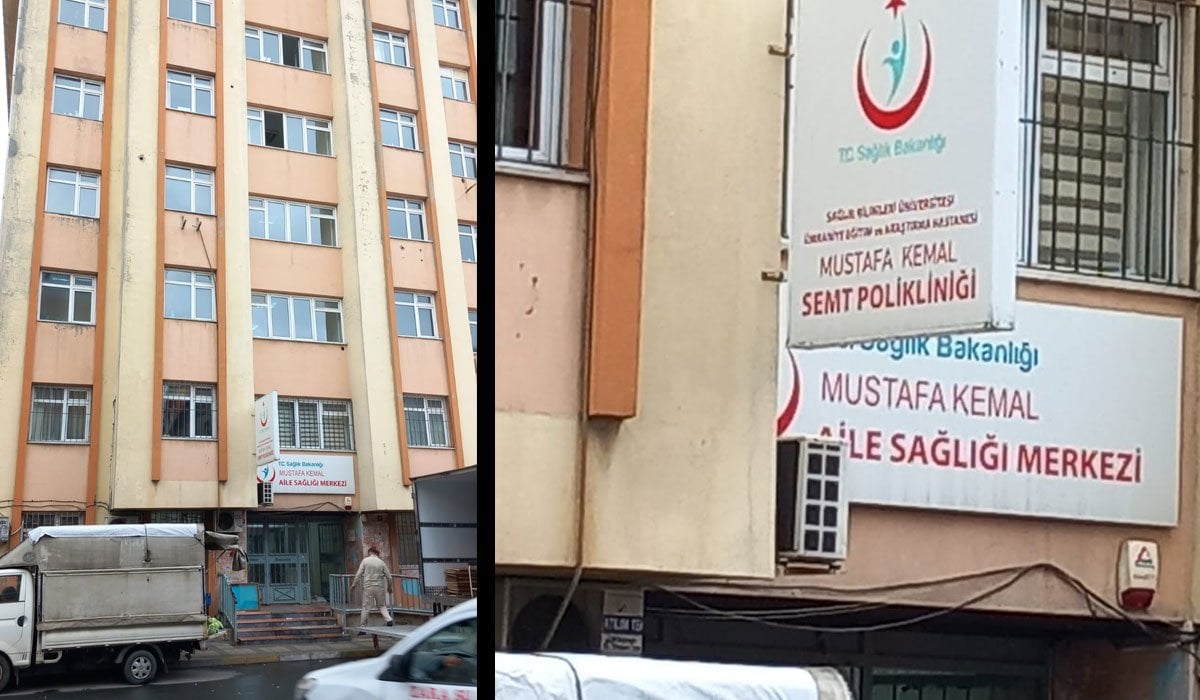 T.C. Sağlık Bakanlığı
MUSTAFA KEMAL
AİLE SAĞLIĞI MERKEZİ
ZARA SU
T.C. Sağlık Bakanlığı
SAĞLIK BİLİMLERİ ÜNİVERSİTESİ
ÜMRANİYE EĞİTİM ve ARAŞTIRMA HASTANESİ
MUSTAFA KEMAL
SEMT POLİKLİNİĞİ
Sağlık Bakanlığı
MUSTAFA KEMAL
AİLE SAĞLIĞI MERKEZİ